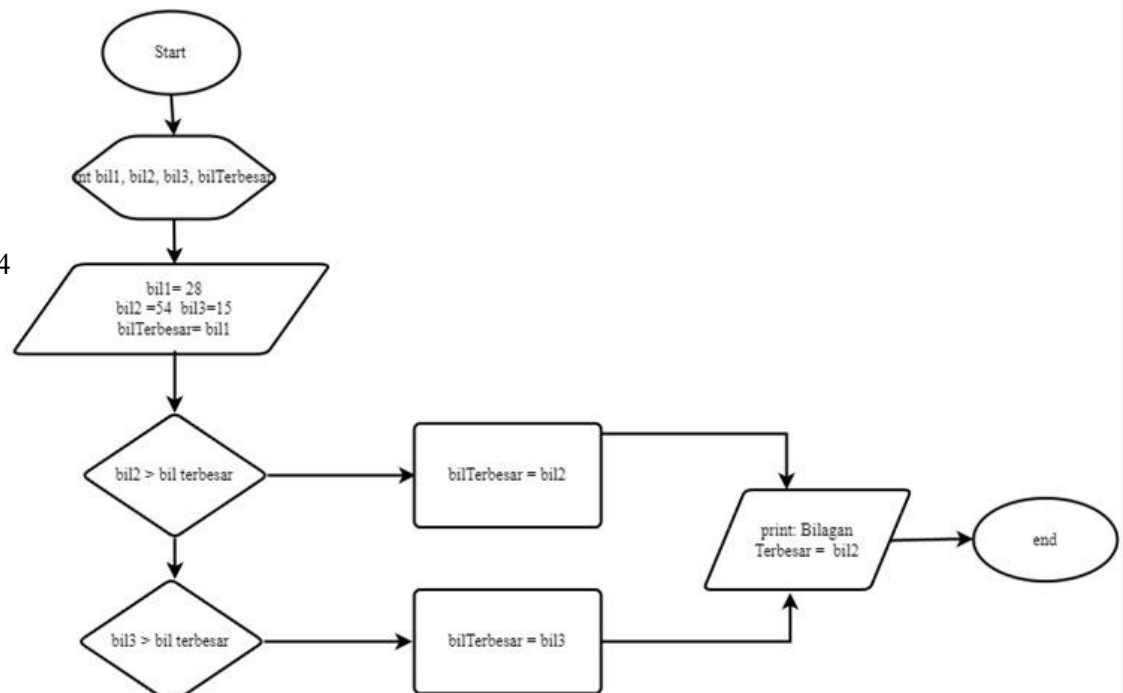 Start
nt bil1, bil2, bil3, bilTerbesar
4
bil1= 28
bil2 =54 bil3=15
bilTerbesar= bil1
bil2 > bil terbesar
bilTerbesar = bil2
print: Bilagan
Terbesar = bil2
end
bil3 > bil terbesar
bilTerbesar = bil3